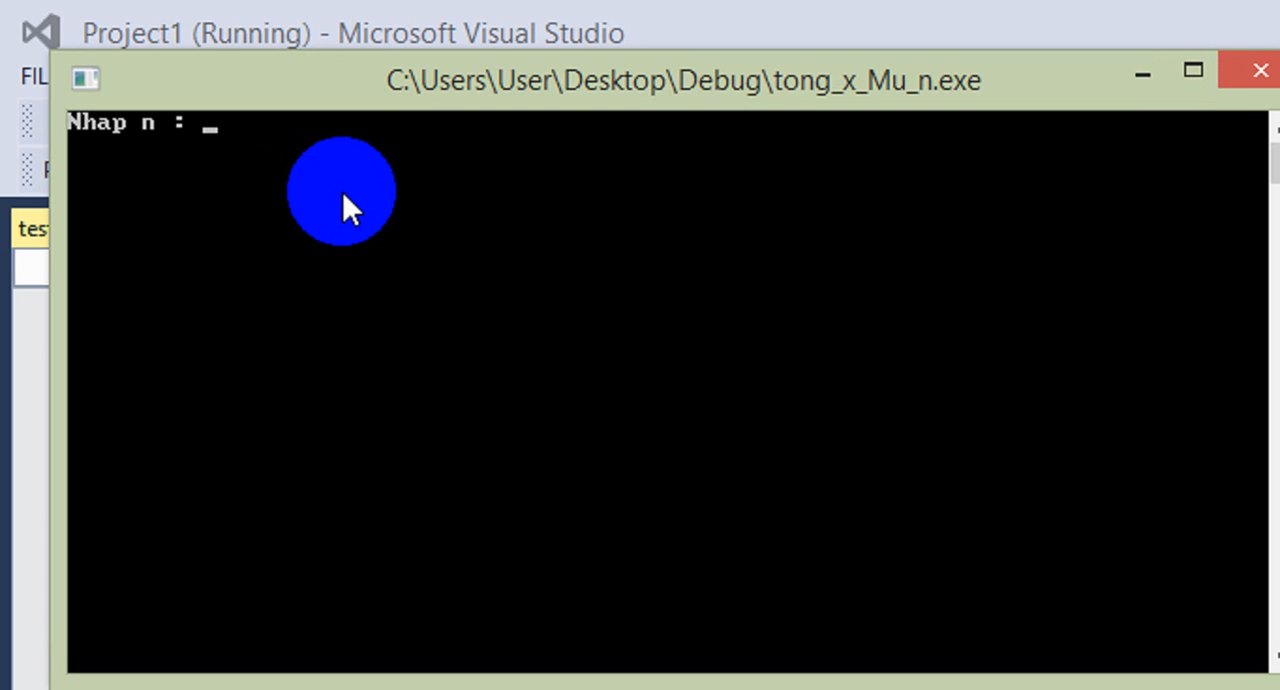 Project1 (Running) - Microsoft Visual Studio
FIL
C:\Users\User\Desktop\Debug\tong_x_Mu_n.exe
Nhap n : _
tes